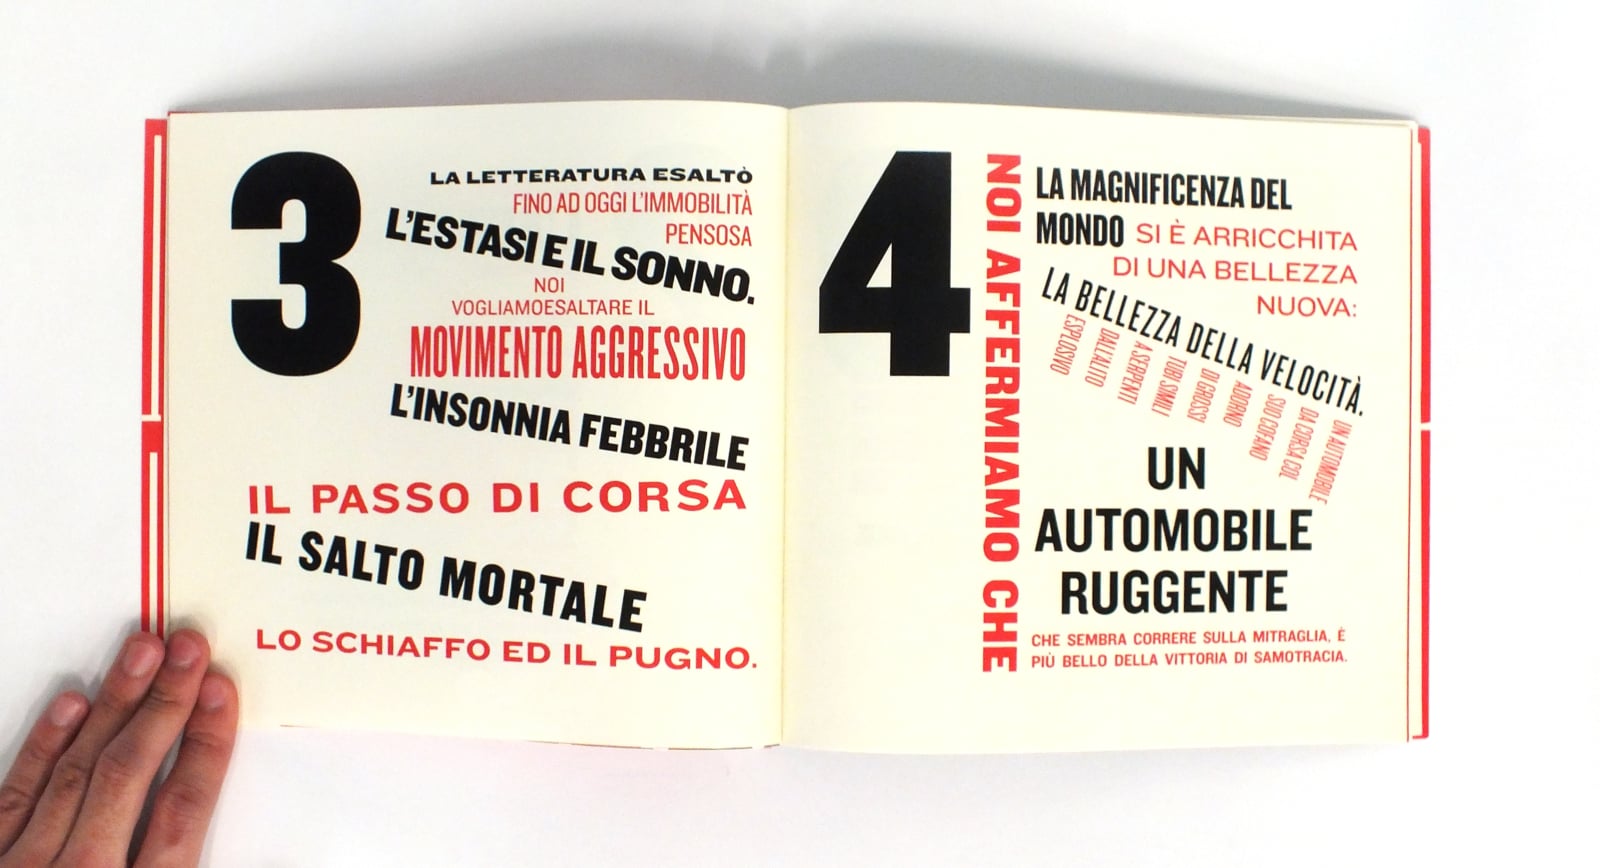 3
LA LETTERATURA ESALTÒ
FINO AD OGGI L'IMMOBILITÀ
PENSOSA
L'ESTASI E IL SONNO.
NOI
VOGLIAMOESALTARE IL
MOVIMENTO AGGRESSIVO
L'INSONNIA FEBBRILE
IL PASSO DI CORSA
IL SALTO MORTALE
LO SCHIAFFO ED IL PUGNO.
4
NOI AFFERMIAMO CHE
LA MAGNIFICENZA DEL
MONDO SI È ARRICCHITA
DI UNA BELLEZZA
NUOVA:
LA BELLEZZA DELLA VELOCITÀ.
UN AUTOMOBILE
DA CORSA COL
SUO COFANO
ADORNO
DI GROSSI
TUBI SIMILI
A SERPENTI
DALL'ALITO
ESPLOSIVO
UN
AUTOMOBILE
RUGGENTE
CHE SEMBRA CORRERE SULLA MITRAGLIA, È
PIÙ BELLO DELLA VITTORIA DI SAMOTRACIA.